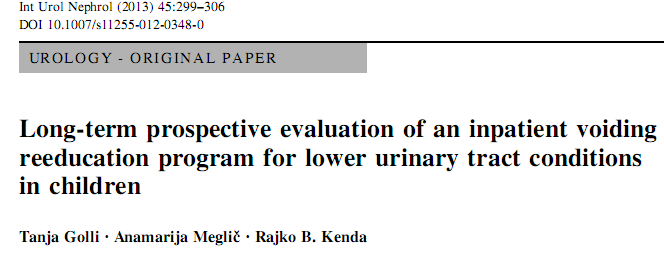 Int Urol Nephrol (2013) 45:299–306
DOI 10.1007/s11255-012-0348-0
UROLOGY - ORIGINAL PAPER
Long-term prospective evaluation of an inpatient voiding
reeducation program for lower urinary tract conditions
in children
Tanja Golli · Anamarija Meglič · Rajko B. Kenda